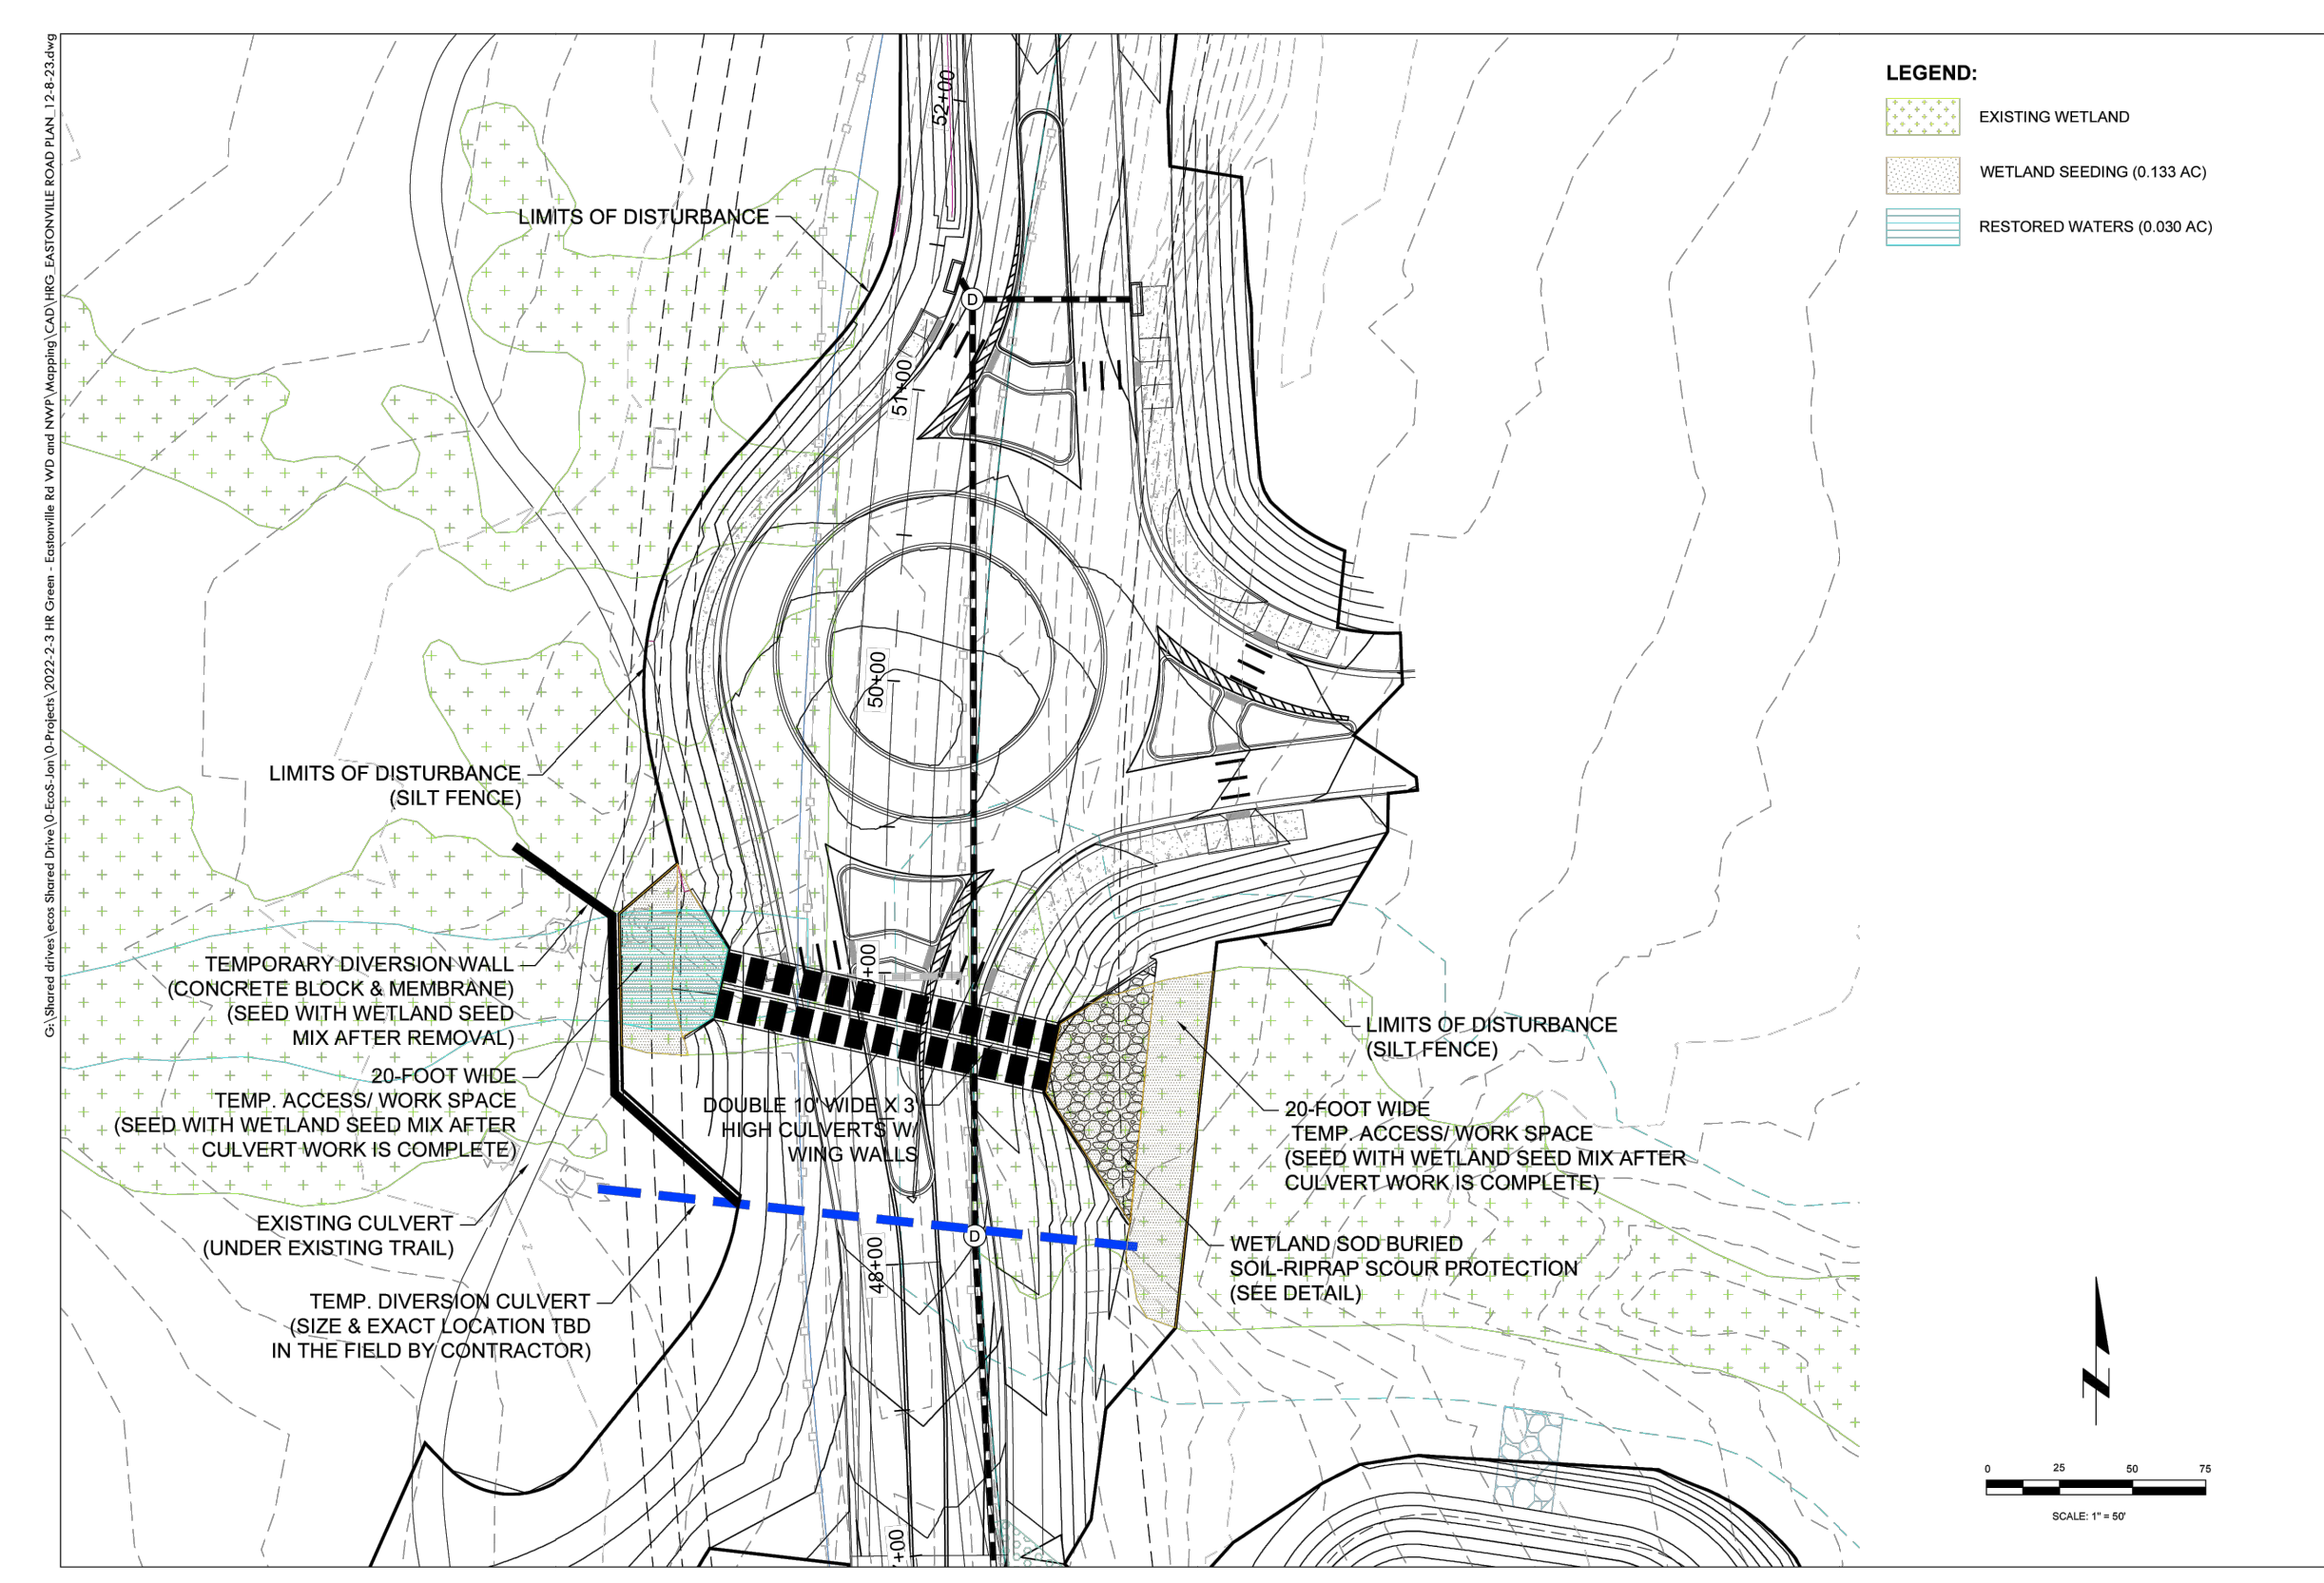 G:\Shared drives\ecos Shared Drive\0-EcoS-Jon\0-Projects\2022-2-3 HR Green - Eastonville Rd WD and NWP\Mapping\CAD\HRG_EASTONVILLE ROAD PLAN_12-8-23.dwg
LEGEND:
EXISTING WETLAND
WETLAND SEEDING (0.133 AC)
RESTORED WATERS (0.030 AC)
52+00
LIMITS OF DISTURBANCE
D
51+00
50+00
LIMITS OF DISTURBANCE
(SILT FENCE)
TEMPORARY DIVERSION WALL
(CONCRETE BLOCK & MEMBRANE)
(SEED WITH WETLAND SEED
MIX AFTER REMOVAL)
+00
20-FOOT WIDE
TEMP. ACCESS/ WORK SPACE
(SEED WITH WETLAND SEED MIX AFTER
CULVERT WORK IS COMPLETE)
DOUBLE 10' WIDE X 3'
HIGH CULVERTS W/
WING WALLS
LIMITS OF DISTURBANCE
(SILT FENCE)
20-FOOT WIDE
TEMP. ACCESS/ WORK SPACE
(SEED WITH WETLAND SEED MIX AFTER
CULVERT WORK IS COMPLETE)
EXISTING CULVERT
(UNDER EXISTING TRAIL)
D
48+00
WETLAND SOD BURIED
SOIL-RIPRAP SCOUR PROTECTION
(SEE DETAIL)
TEMP. DIVERSION CULVERT
(SIZE & EXACT LOCATION TBD
IN THE FIELD BY CONTRACTOR)
+00
N
0 25 50 75
SCALE: 1" = 50'